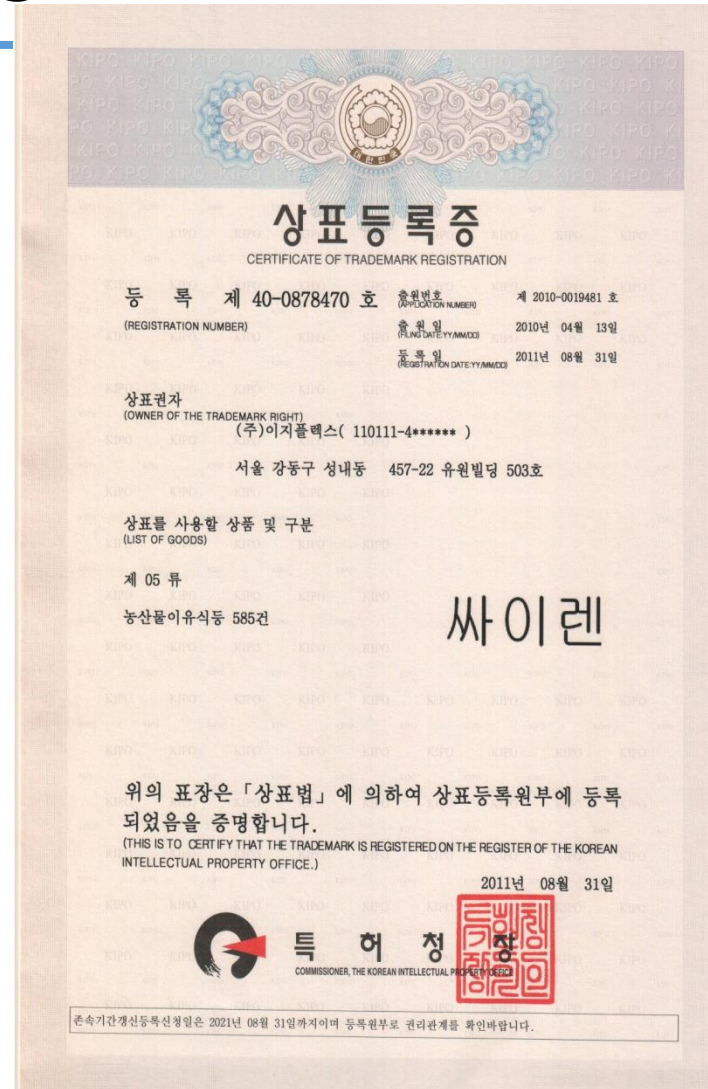 상표등록증
CERTIFICATE OF TRADEMARK REGISTRATION
등 록 제 40-0878470 호
(REGISTRATION NUMBER)
출원번호 제 2010-0019481 호
(APPLICATION NUMBER)
출 원 일 2010년 04월 13일
(FILING DATE:YY/MM/DD)
등 록 일 2011년 08월 31일
(REGISTRATION DATE:YY/MM/DD)
상표권자
(OWNER OF THE TRADEMARK RIGHT)
(주)이지플렉스( 110111-4****** )
서울 강동구 성내동 457-22 유원빌딩 503호
상표를 사용할 상품 및 구분
(LIST OF GOODS)
제 05 류
농산물이유식등 585건
싸이렌
위의 표장은 「상표법」에 의하여 상표등록원부에 등록
되었음을 증명합니다.
(THIS IS TO CERTIFY THAT THE TRADEMARK IS REGISTERED ON THE REGISTER OF THE KOREAN
INTELLECTUAL PROPERTY OFFICE.)
2011년 08월 31일
특 허 청 장
COMMISSIONER, THE KOREAN INTELLECTUAL PROPERTY OFFICE
존속기간갱신등록신청일은 2021년 08월 31일까지이며 등록원부로 권리관계를 확인바랍니다.